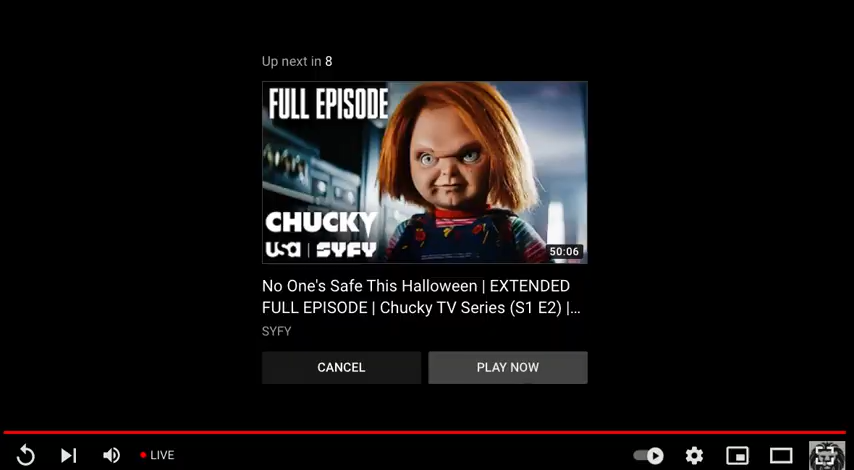 Up next in 8
FULL EPISODE
CHUCKY
USA | SYFY
50:06
No One's Safe This Halloween | EXTENDED
FULL EPISODE | Chucky TV Series (S1 E2) |...
SYFY
CANCEL
PLAY NOW
LIVE